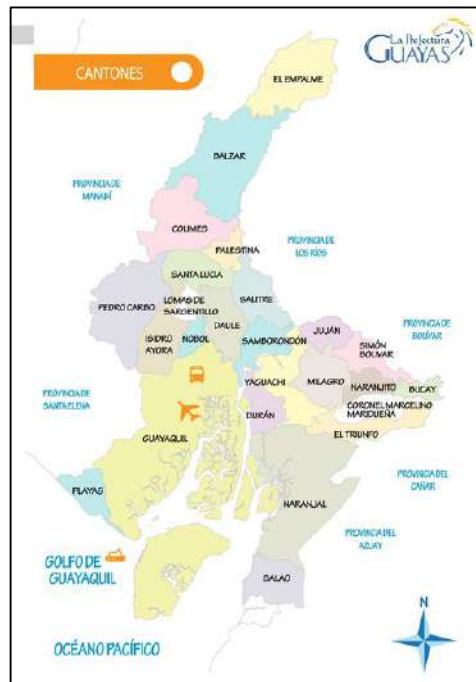 La Prefectura
GUAYAS
CANTONES
EL EMPALME
BALZAR
PROVINCIA DE
MANABÍ
COLIMES
PALESTINA
PROVINCIA DE
LOS RÍOS
SANTA LUCIA
PEDRO CARBO
LOMAS DE
SARGENTILLO
SALITRE
DAULE
ISIDRO
AYORA
NOBOL
SAMBORONDÓN
JUJÁN
PROVINCIA DE
BOLÍVAR
SIMÓN
BOLIVAR
YAGUACHI
MILAGRO
NARANJITO
BUCAY
PROVINCIA DE
SANTA ELENA
CORONEL MARCELINO
MARIDUEÑA
DURÁN
GUAYAQUIL
EL TRIUNFO
PLAYAS
NARANJAL
PROVINCIA DEL
CAÑAR
PROVINCIA DEL
AZUAY
GOLFO DE
GUAYAQUIL
BALAO
N
OCÉANO PACÍFICO